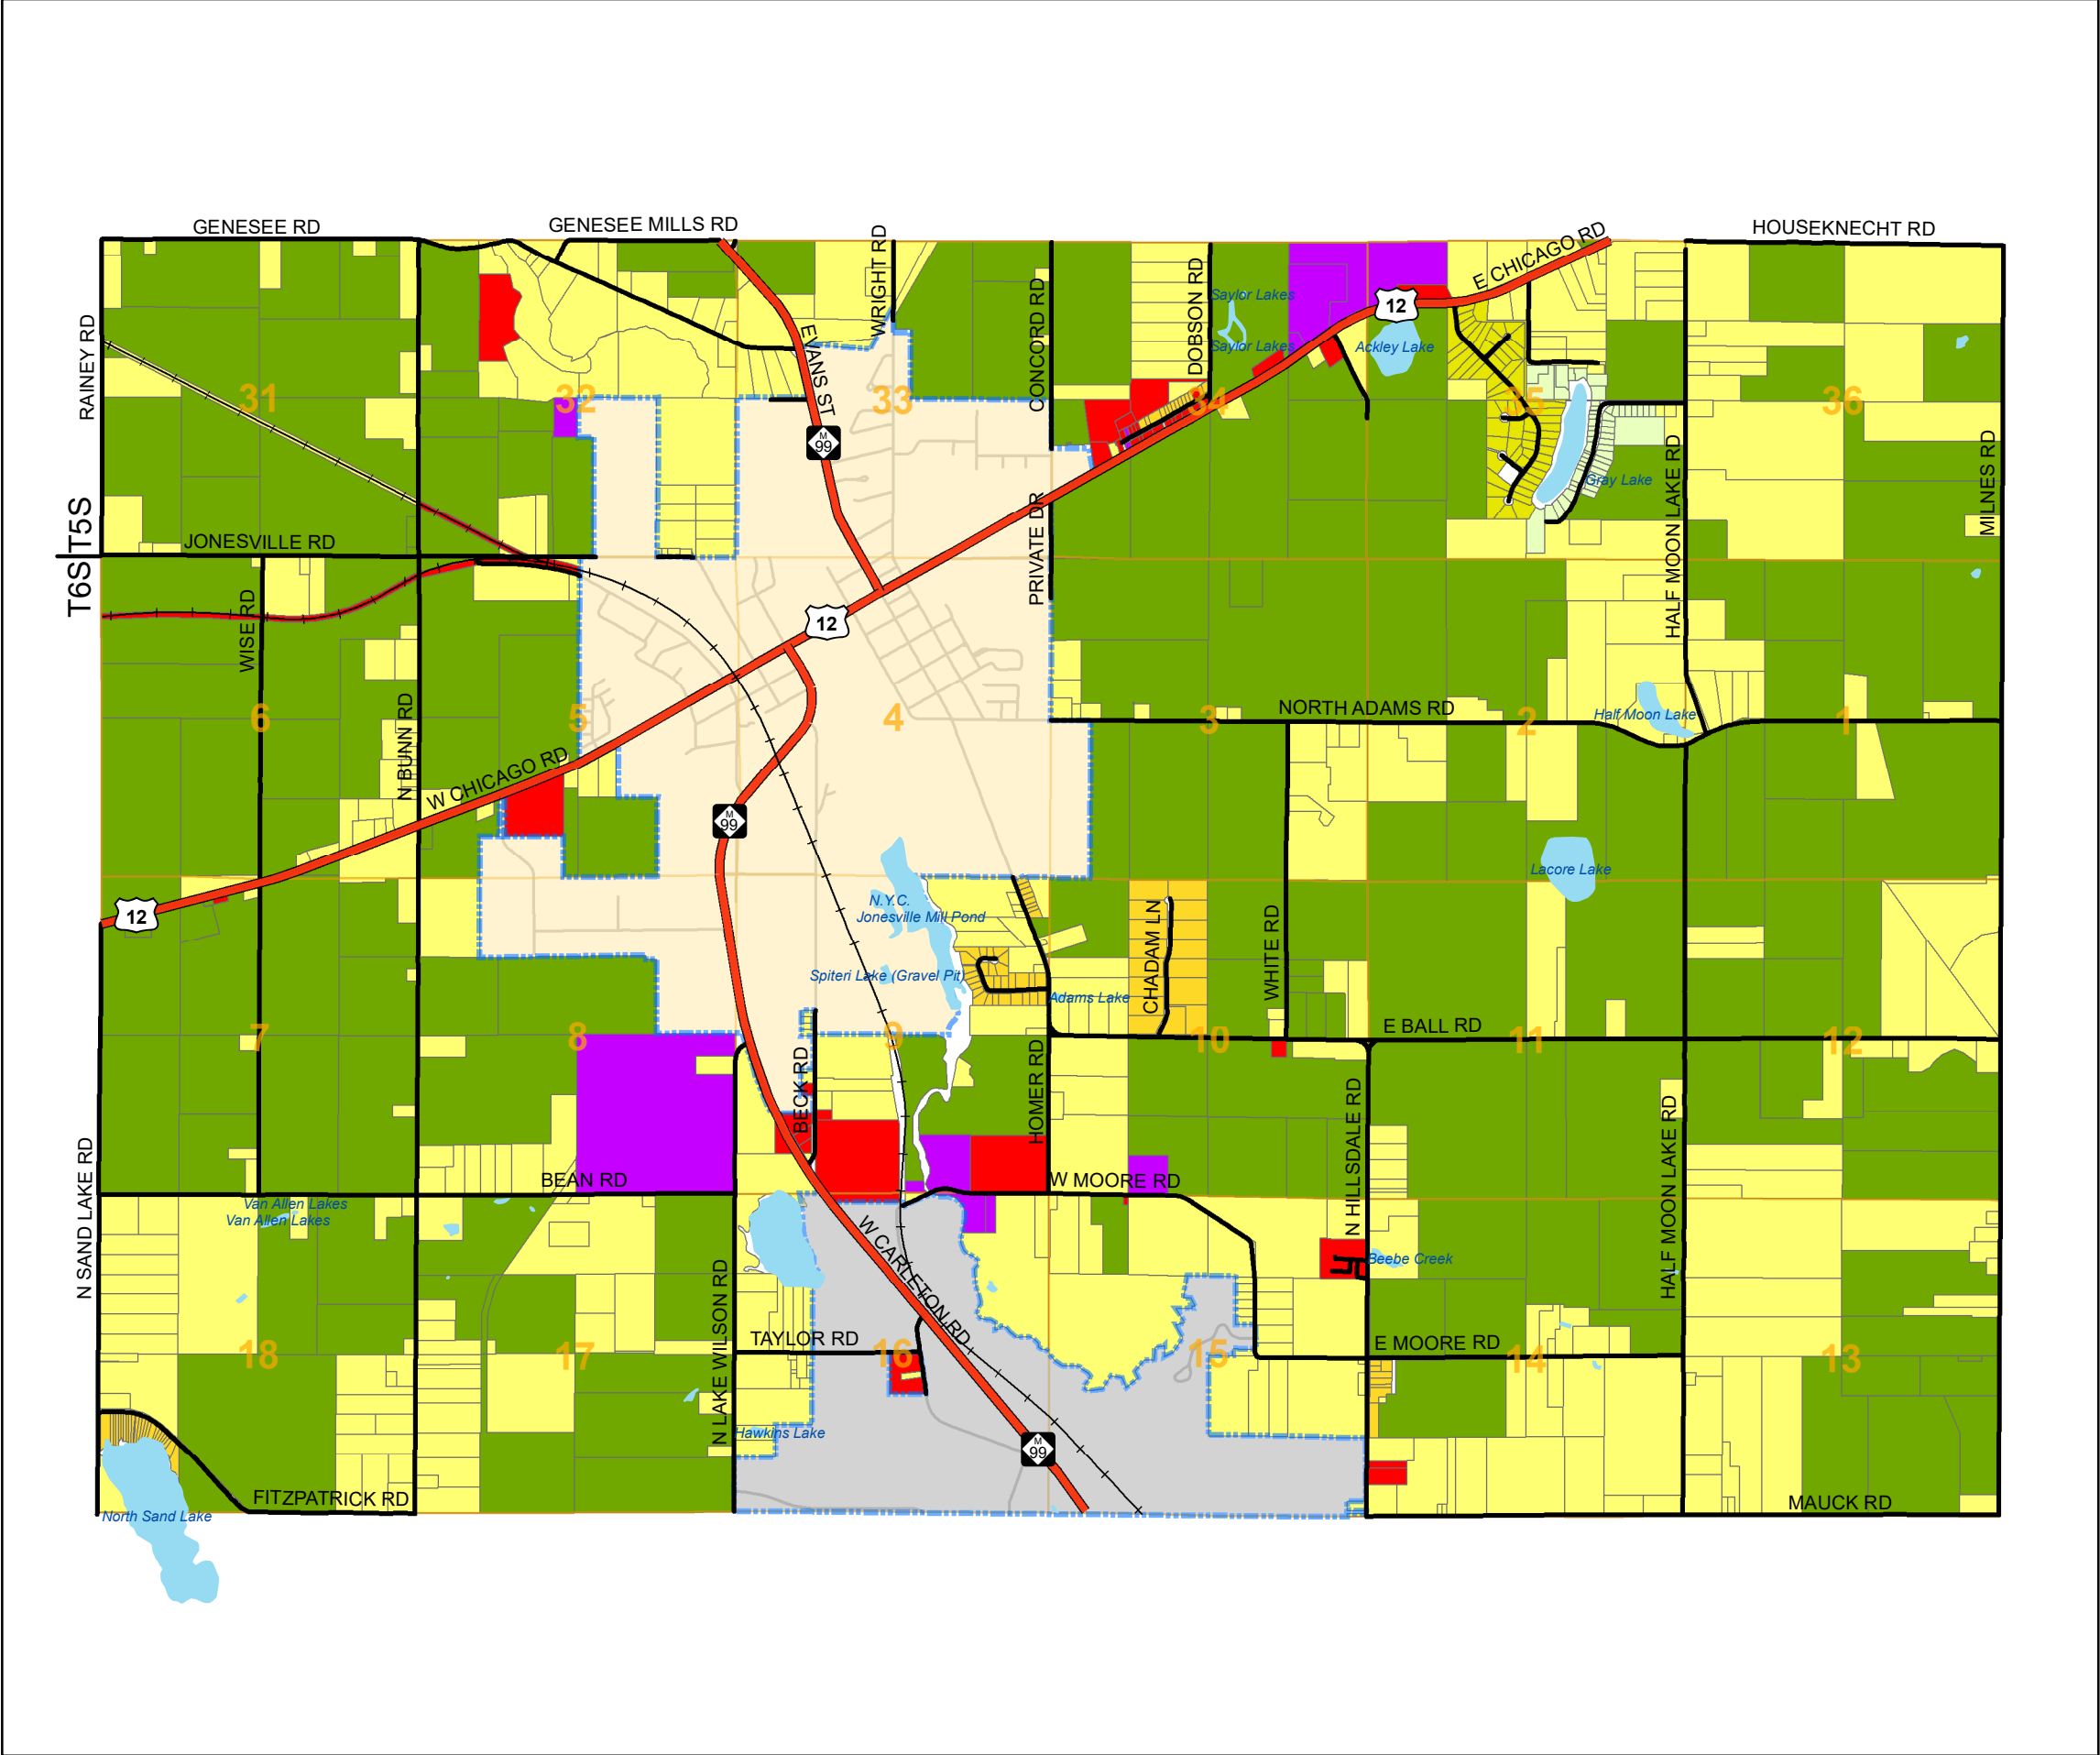 GENESEE RD
GENESEE MILLS RD
E CHICAGO RD
HOUSEKNECHT RD
RAINEY RD
EVANS ST
WRIGHT RD
CONCORD RD
DOBSON RD
Saylor Lakes
Saylor Lakes
12
Ackley Lake
31
32
33
34
35
36
M
99
Gray Lake
HALF MOON LAKE RD
MILNES RD
T5S
JONESVILLE RD
T6S
PRIVATE DR
WISE RD
12
6
N BUNN RD
5
4
3
NORTH ADAMS RD
2
Half Moon Lake
1
W CHICAGO RD
M
99
Lacore Lake
12
N.Y.C.
Jonesville Mill Pond
Spiteri Lake (Gravel Pit)
Adams Lake
CHADAM LN
WHITE RD
7
8
9
10
E BALL RD
11
12
BECK RD
HOMER RD
N HILLSDALE RD
HALF MOON LAKE RD
N SAND LAKE RD
BEAN RD
W MOORE RD
Van Allen Lakes
Van Allen Lakes
W CARLETON RD
Beebe Creek
N LAKE WILSON RD
TAYLOR RD
E MOORE RD
18
17
16
15
14
13
Hawkins Lake
M
99
FITZPATRICK RD
MAUCK RD
North Sand Lake